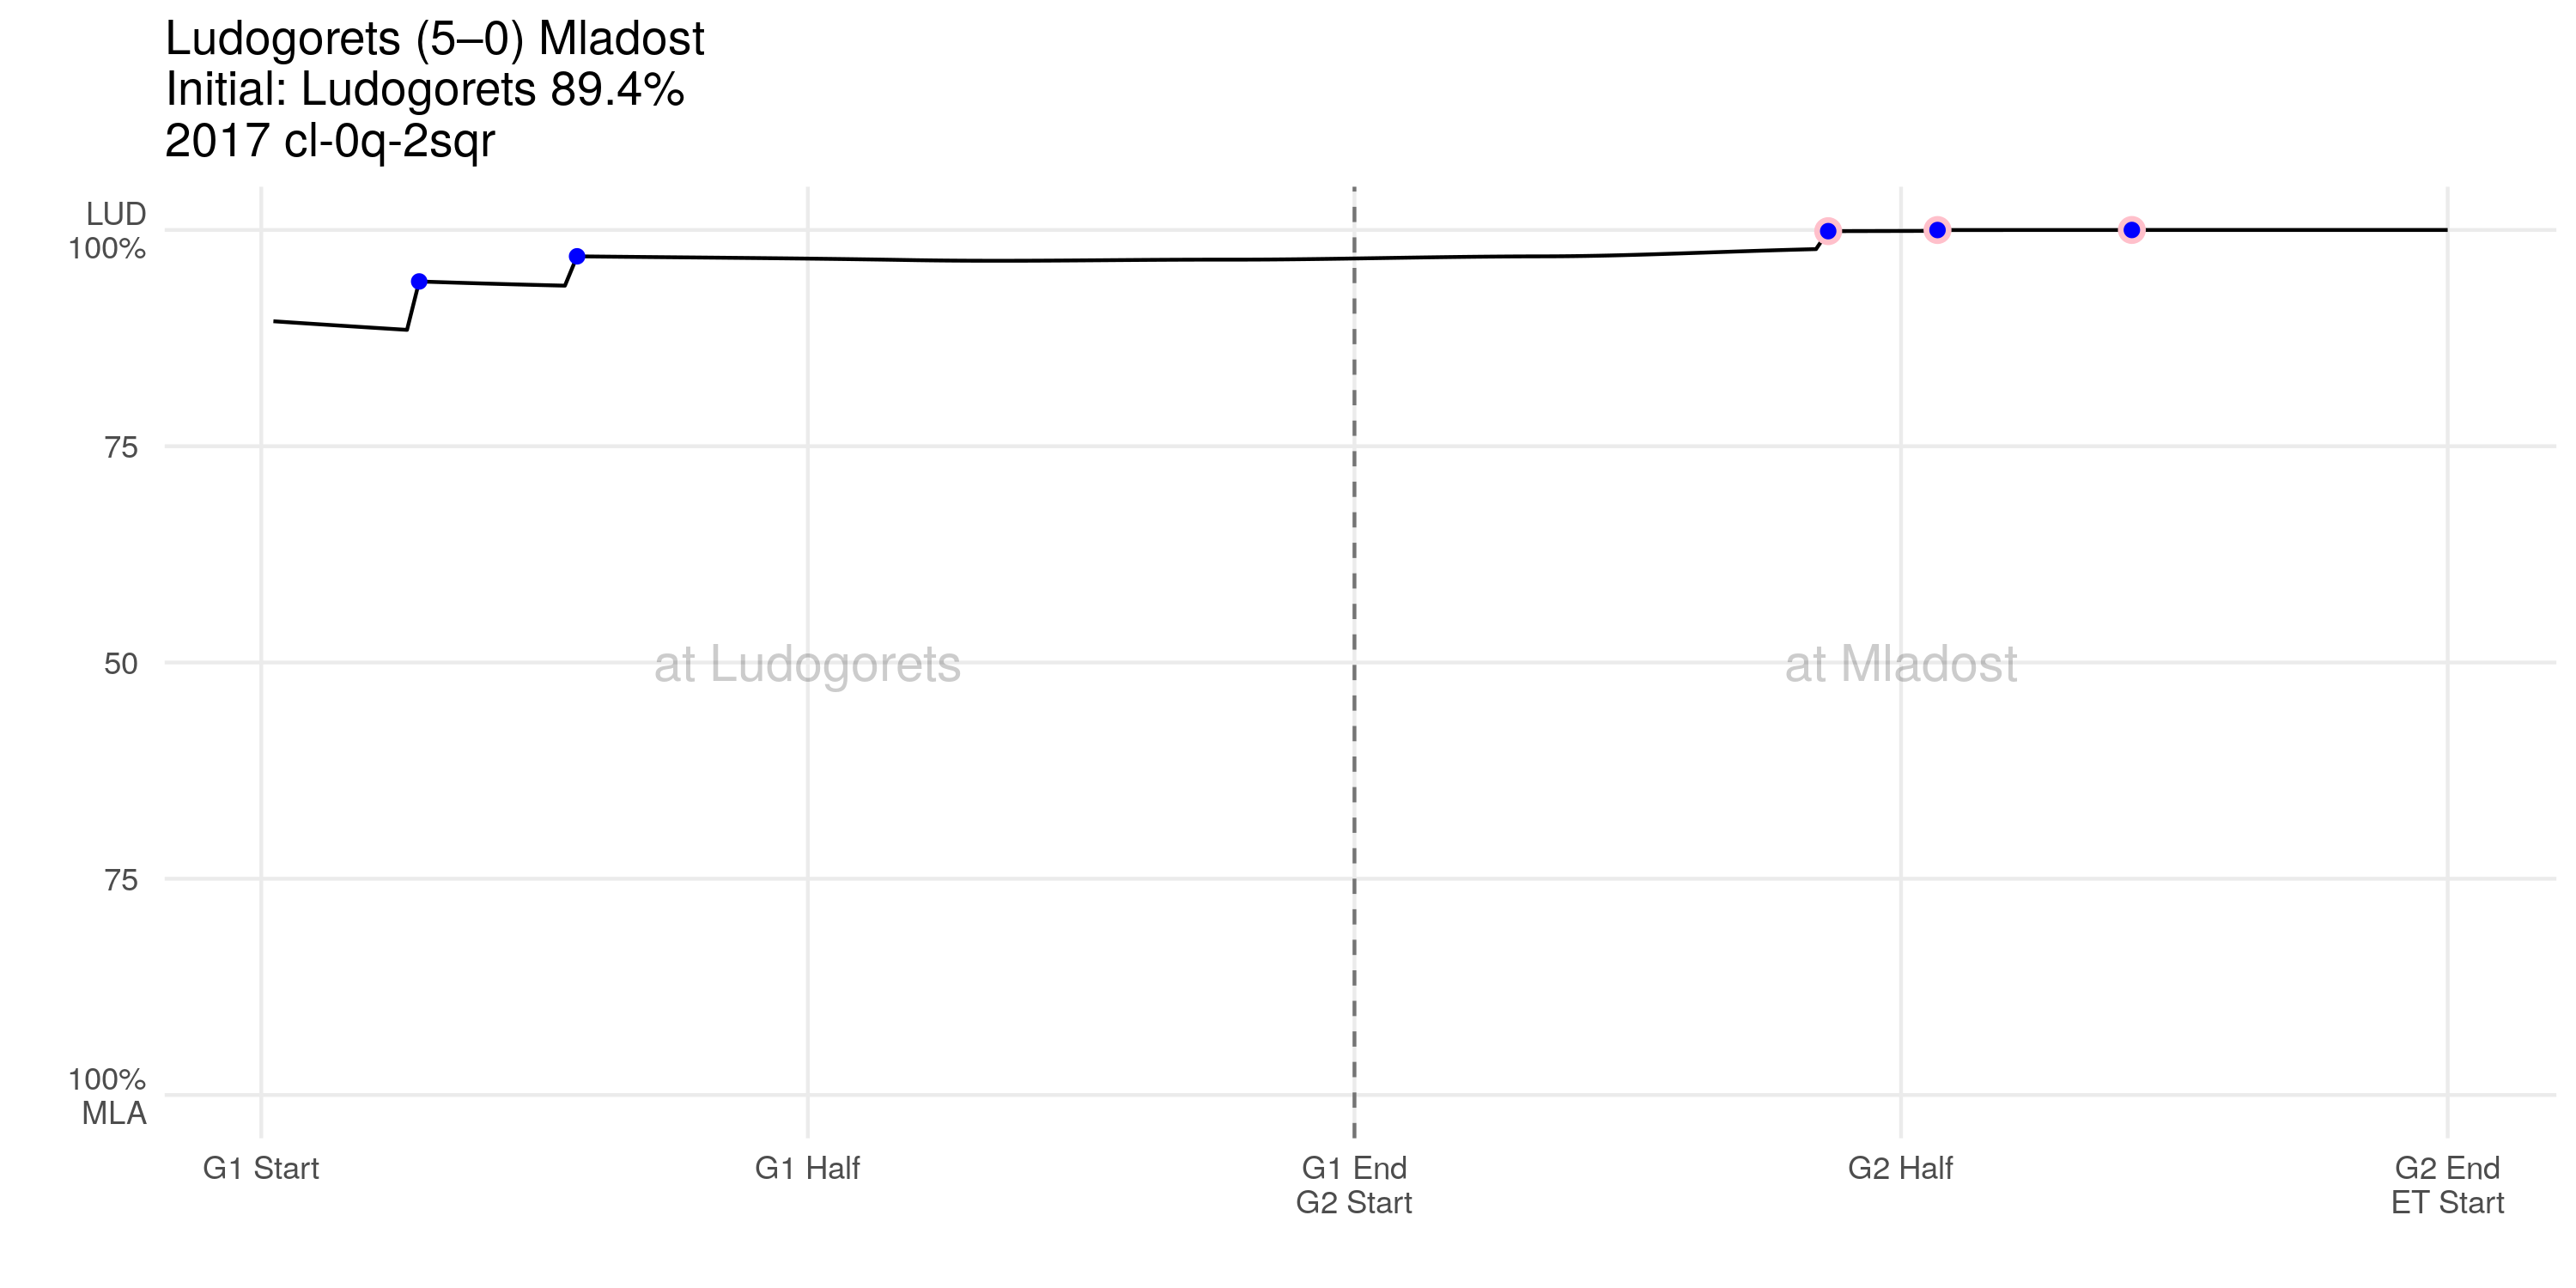 Ludogorets (5–0) Mladost
Initial: Ludogorets 89.4%
2017 cl-0q-2sqr
LUD
100%
75
50
75
100%
MLA
at Ludogorets
at Mladost
G1 Start
G1 Half
G1 End
G2 Start
G2 Half
G2 End
ET Start